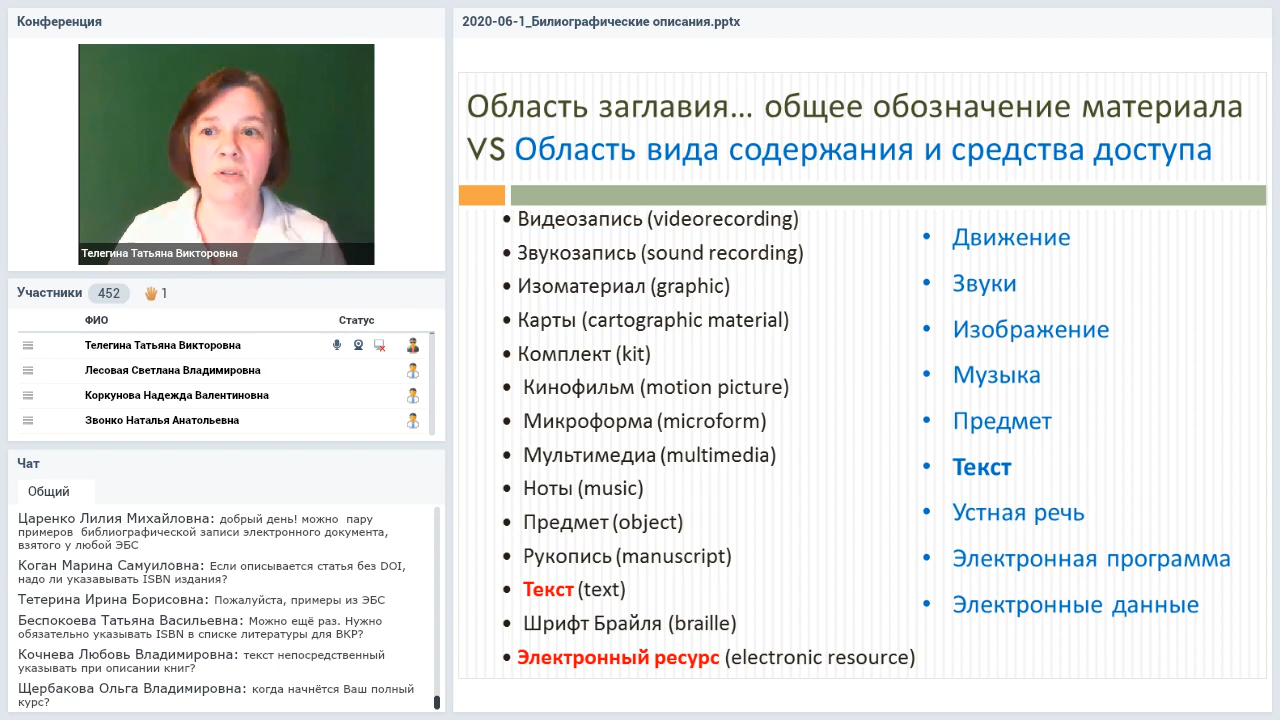 Конференция
Телегина Татьяна Викторовна
Участники 452 1
ФИО Статус
Телегина Татьяна Викторовна
Лесовая Светлана Владимировна
Коркунова Надежда Валентиновна
Звонко Наталья Анатольевна
Чат
Общий
Царенко Лилия Михайловна: добрый день! можно пару
примеров библиографической записи электронного документа,
взятого у любой ЭБС
Коган Марина Самуиловна: Если описывается статья без DOI,
надо ли указавывать ISBN издания?
Тетерина Ирина Борисовна: Пожалуйста, примеры из ЭБС
Беспокоева Татьяна Васильевна: Можно ещё раз. Нужно
обязательно указывать ISBN в списке литературы для ВКР?
Кочнева Любовь Владимировна: текст непосредственный
указывать при описании книг?
Щербакова Ольга Владимировна: когда начнётся Ваш полный
курс?
2020-06-1_Билиографические описания.pptx
Область заглавия... общее обозначение материала
VS Область вида содержания и средства доступа
• Видеозапись (videorecording)
• Звукозапись (sound recording)
• Изоматериал (graphic)
• Карты (cartographic material)
• Комплект (kit)
• Кинофильм (motion picture)
• Микроформа (microform)
• Мультимедиа (multimedia)
• Ноты (music)
• Предмет (object)
• Рукопись (manuscript)
• Текст (text)
• Шрифт Брайля (braille)
• Электронный ресурс (electronic resource)
• Движение
• Звуки
• Изображение
• Музыка
• Предмет
• Текст
• Устная речь
• Электронная программа
• Электронные данные